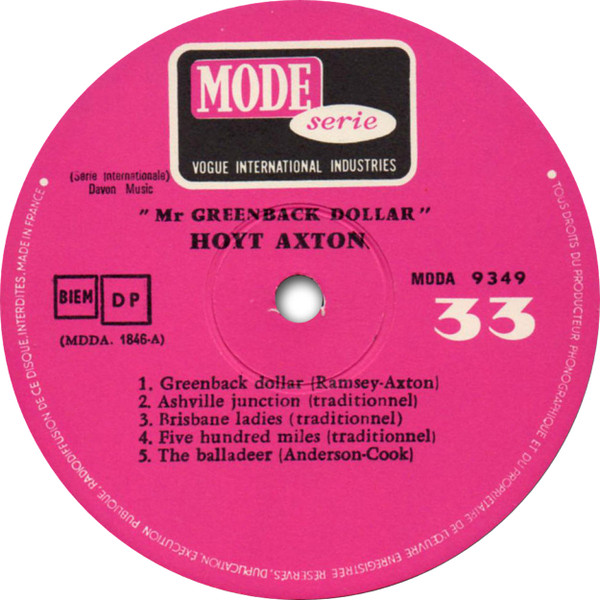 MODE
serie
VOGUE INTERNATIONAL INDUSTRIES
(Serie Internationale)
Davon Music
"Mr GREENBACK DOLLAR"
HOYT AXTON
BIEM
DP
(MDDA. 1846-A)
MDDA 9349
33
1. Greenback dollar (Ramsey-Axton)
2. Ashville junction (traditionnel)
3. Brisbane ladies (traditionnel)
4. Five hundred miles (traditionnel)
5. The balladeer (Anderson-Cook)
• TOUS DROITS DU PRODUCTEUR PHONOGRAPHIQUE ET DU PROPRIETAIRE DE L'ŒUVRE ENREGISTREE RESERVÉS, DUPLICATION, EXÉCUTION PUBLIQUE, RADIODIFFUSION DE CE DISQUE, INTERDITES. MADE IN FRANCE •